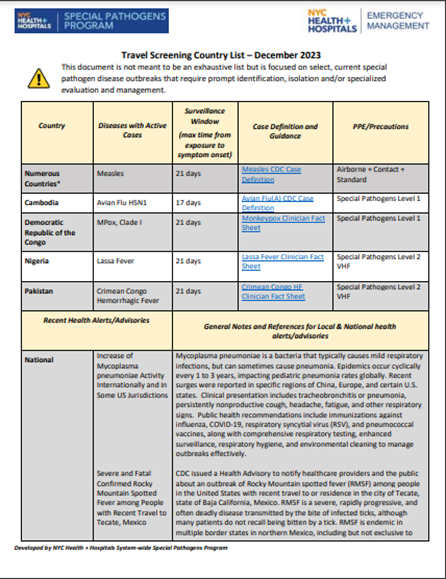 NYC
HEALTH+
HOSPITALS
SPECIAL PATHOGENS
PROGRAM
NYC
HEALTH+
HOSPITALS
EMERGENCY
MANAGEMENT
Travel Screening Country List – December 2023
This document is not meant to be an exhaustive list but is focused on select, current special
pathogen disease outbreaks that require prompt identification, isolation and/or specialized
evaluation and management.
Country
Diseases with Active
Cases
Surveillance
Window
(max time from
exposure to
symptom onset)
Case Definition and
Guidance
PPE/Precautions
Numerous
Countries*
Measles
21 days
Measles CDC Case
Definition
Airborne + Contact +
Standard
Cambodia
Avian Flu H5N1
17 days
Avian Flu(A) CDC Case
Definition
Special Pathogens Level 1
Democratic
Republic of the
Congo
MPox, Clade I
21 days
Monkeypox Clinician Fact
Sheet
Special Pathogens Level 1
Nigeria
Lassa Fever
21 days
Lassa Fever Clinician Fact
Sheet
Special Pathogens Level 2
VHF
Pakistan
Crimean Congo
Hemorrhagic Fever
21 days
Crimean Congo HF
Clinician Fact Sheet
Special Pathogens Level 2
VHF
Recent Health Alerts/Advisories
General Notes and References for Local & National health
alerts/advisories
National
Increase of
Mycoplasma
pneumoniae Activity
Internationally and in
Some US Jurisdictions
Mycoplasma pneumoniae is a bacteria that typically causes mild respiratory
infections, but can sometimes cause pneumonia. Epidemics occur cyclically
every 1 to 3 years, impacting pediatric pneumonia rates globally. Recent
surges were reported in specific regions of China, Europe, and certain U.S.
states. Clinical presentation includes tracheobronchitis or pneumonia,
persistently nonproductive cough, headache, fatigue, and other respiratory
signs. Public health recommendations include immunizations against
influenza, COVID-19, respiratory syncytial virus (RSV), and pneumococcal
vaccines, along with comprehensive respiratory testing, enhanced
surveillance, respiratory hygiene, and environmental cleaning to manage
outbreaks effectively.
Severe and Fatal
Confirmed Rocky
Mountain Spotted
Fever among People
with Recent Travel to
Tecate, Mexico
CDC issued a Health Advisory to notify healthcare providers and the public
about an outbreak of Rocky Mountain spotted fever (RMSF) among people
in the United States with recent travel to or residence in the city of Tecate,
state of Baja California, Mexico. RMSF is a severe, rapidly progressive, and
often deadly disease transmitted by the bite of infected ticks, although
many patients do not recall being bitten by a tick. RMSF is endemic in
multiple border states in northern Mexico, including but not exclusive to
Developed by NYC Health + Hospitals System-wide Special Pathogens Program